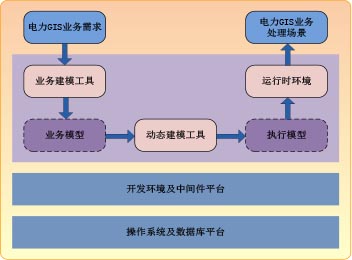 电力GIS业务需求
电力GIS业务
处理场景
业务建模工具
运行时环境
业务模型
动态建模工具
执行模型
开发环境及中间件平台
操作系统及数据库平台